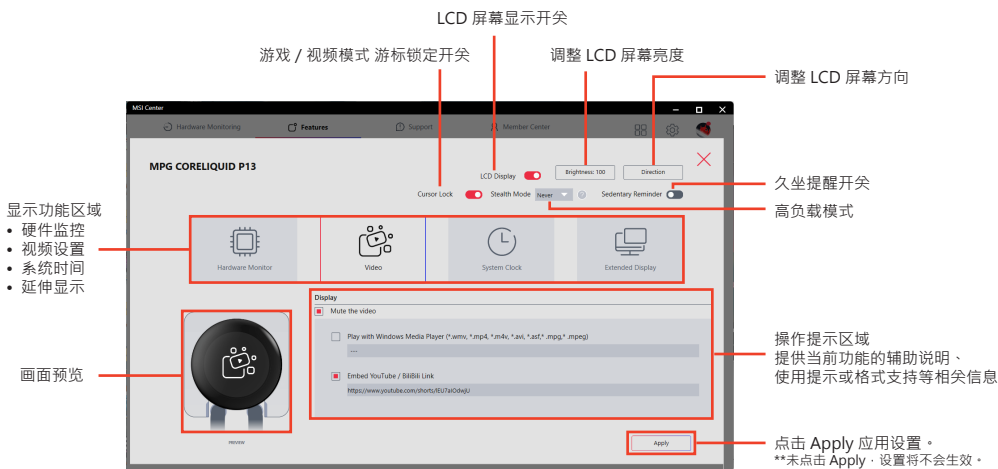 LCD 屏幕显示开关
游戏 / 视频模式 游标锁定开关
调整 LCD 屏幕亮度
调整 LCD 屏幕方向
MSI Center
Hardware Monitoring
Features
Support
Member Center
MPG CORELIQUID P13
LCD Display
Brightness: 100
Direction
Cursor Lock
Stealth Mode
Never
Sedentary Reminder
久坐提醒开关
高负载模式
显示功能区域
• 硬件监控
• 视频设置
• 系统时间
• 延伸显示
Hardware Monitor
Video
System Clock
Extended Display
Display
Mute the video
Play with Windows Media Player (*.wmv, *.mp4, *.m4v, *.avi, *.asf,* .mpg,* .mpeg)
---
Embed YouTube / BiliBili Link
https://www.youtube.com/shorts/IEU7aIOdwjU
操作提示区域
提供当前功能的辅助说明、
使用提示或格式支持等相关信息
画面预览
PREVIEW
Apply
点击 Apply 应用设置。
**未点击 Apply，设置将不会生效。